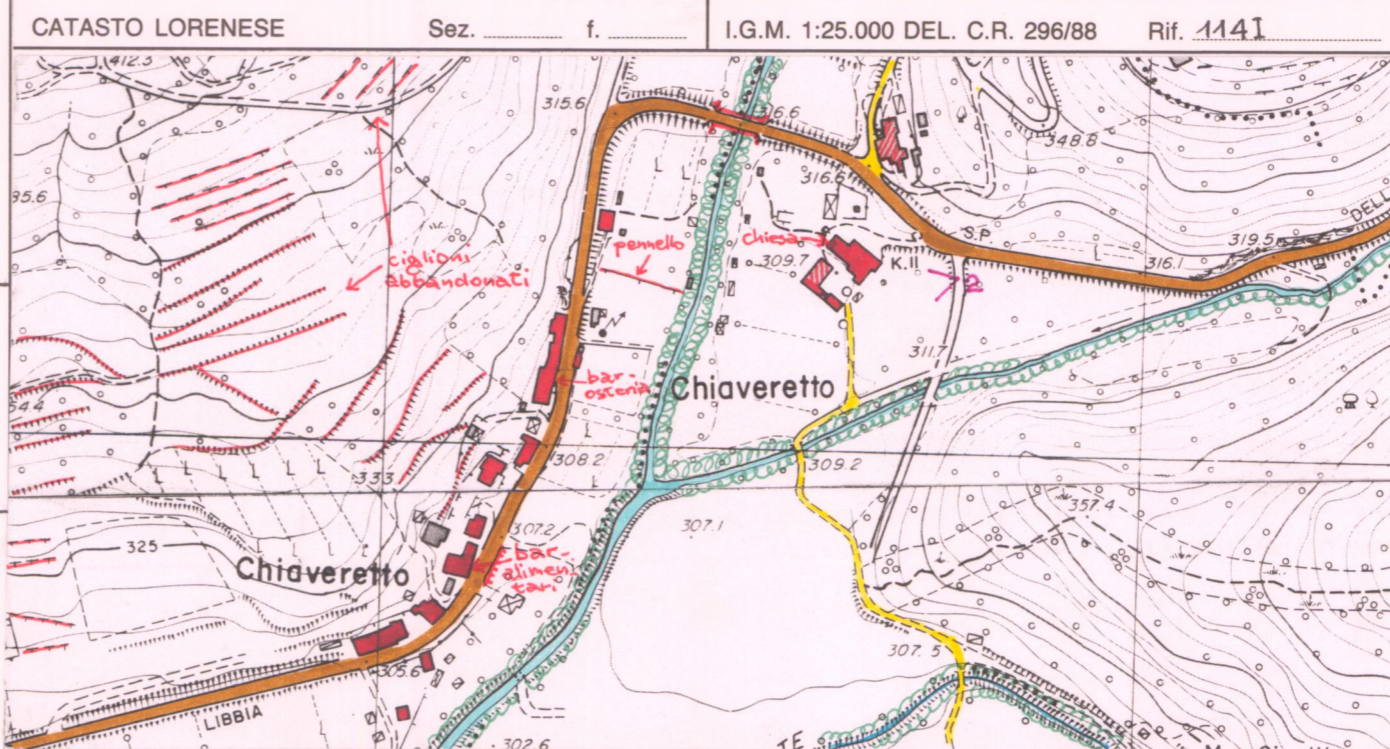 CATASTO LORENESE Sez. f. I.G.M. 1:25.000 DEL. C.R. 296/88 Rif. 114I
412.3
315.6
316.6
348.8
316.6
35.6
S.P.
DELL
319.5
pennello
chiesa
309.7
K.II
316.1
ciglioni
abbandonati
311.7
bar-
osteria
Chiaveretto
54.4
308.2
309.2
333
307.2
307.1
357.4
325
Chiaveretto
bar-
alimen-
tari
307.5
305.6
LIBBIA
302.6
TE